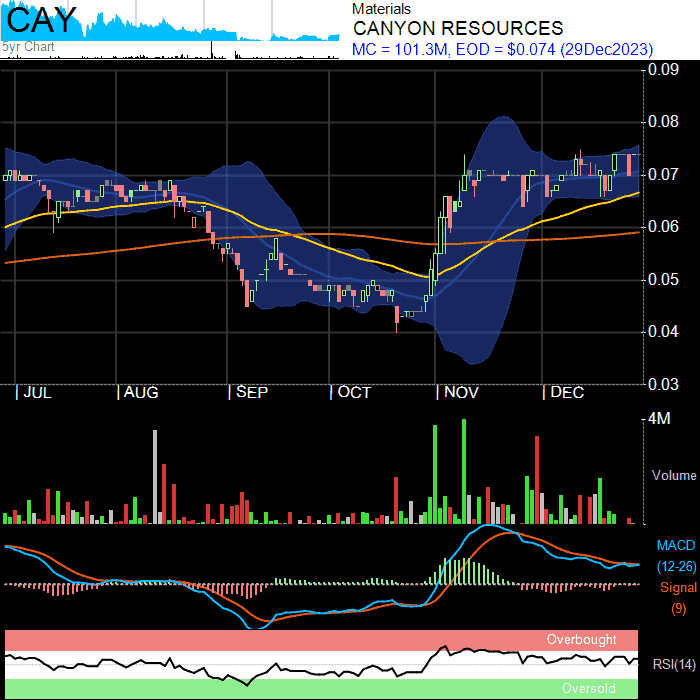 CAY
5yr Chart
Materials
CANYON RESOURCES
MC = 101.3M, EOD = $0.074 (29Dec2023)
0.09
0.08
0.07
0.06
0.05
0.04
0.03
| JUL | AUG | SEP | OCT | NOV | DEC
4M
Volume
MACD
(12-26)
Signal
(9)
Overbought
RSI(14)
Oversold